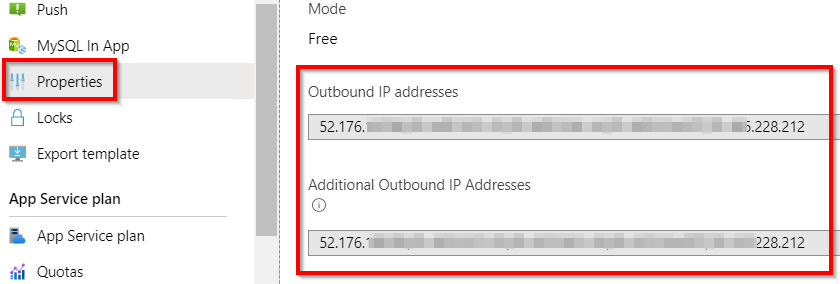 Push
MySQL In App
Properties
Locks
Export template
App Service plan
App Service plan
Quotas
Mode
Free
Outbound IP addresses
52.176. .228.212
Additional Outbound IP Addresses
52.176. 228.212